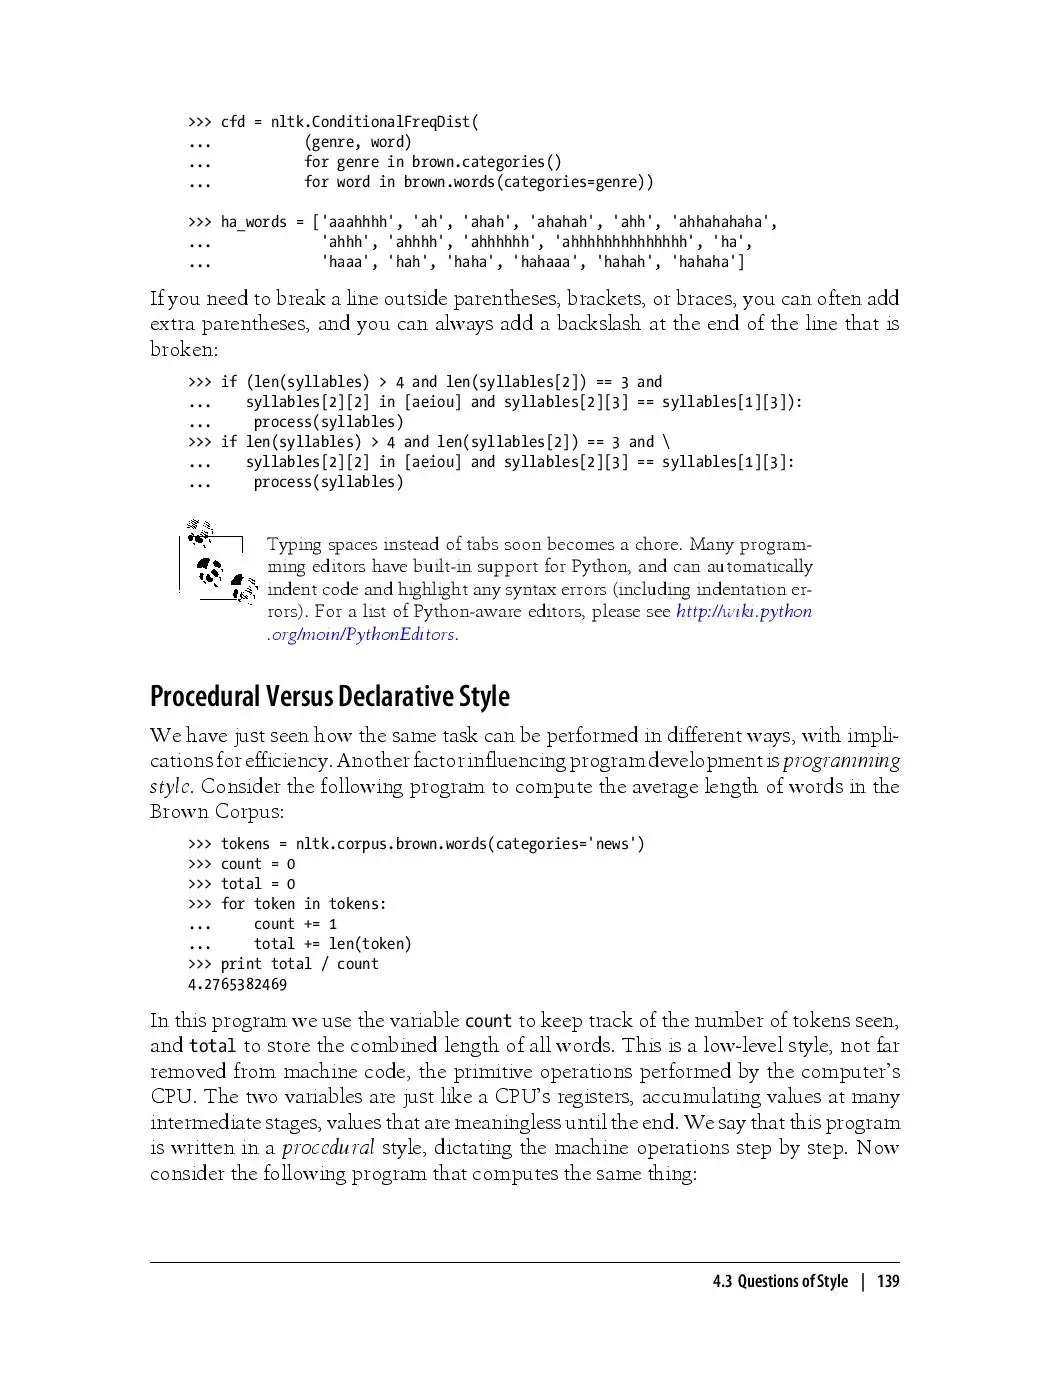 >>> cfd = nltk.ConditionalFreqDist(
...           (genre, word)
...           for genre in brown.categories()
...           for word in brown.words(categories=genre))
>>> ha_words = ['aaahhhh', 'ah', 'ahah', 'ahahah', 'ahh', 'ahhahahaha',
...             'ahhh', 'ahhhh', 'ahhhhhh', 'ahhhhhhhhhhhhhh', 'ha',
...             'haaa', 'hah', 'haha', 'hahaaa', 'hahah', 'hahaha']
If you need to break a line outside parentheses, brackets, or braces, you can often add
extra parentheses, and you can always add a backslash at the end of the line that is
broken:
>>> if (len(syllables) > 4 and len(syllables[2]) == 3 and
...    syllables[2][2] in [aeiou] and syllables[2][3] == syllables[1][3]):
...     process(syllables)
>>> if len(syllables) > 4 and len(syllables[2]) == 3 and \
...    syllables[2][2] in [aeiou] and syllables[2][3] == syllables[1][3]:
...     process(syllables)
Typing spaces instead of tabs soon becomes a chore. Many program-
ming editors have built-in support for Python, and can automatically
indent code and highlight any syntax errors (including indentation er-
rors). For a list of Python-aware editors, please see http://wiki.python
.org/moin/PythonEditors.
Procedural Versus Declarative Style
We have just seen how the same task can be performed in different ways, with impli-
cations for efficiency. Another factor influencing program development is programming
style. Consider the following program to compute the average length of words in the
Brown Corpus:
>>> tokens = nltk.corpus.brown.words(categories='news')
>>> count = 0
>>> total = 0
>>> for token in tokens:
...     count += 1
...     total += len(token)
>>> print total / count
4.2765382469
In this program we use the variable count to keep track of the number of tokens seen,
and total to store the combined length of all words. This is a low-level style, not far
removed from machine code, the primitive operations performed by the computer's
CPU. The two variables are just like a CPU's registers, accumulating values at many
intermediate stages, values that are meaningless until the end. We say that this program
is written in a procedural style, dictating the machine operations step by step. Now
consider the following program that computes the same thing:
4.3 Questions of Style | 139